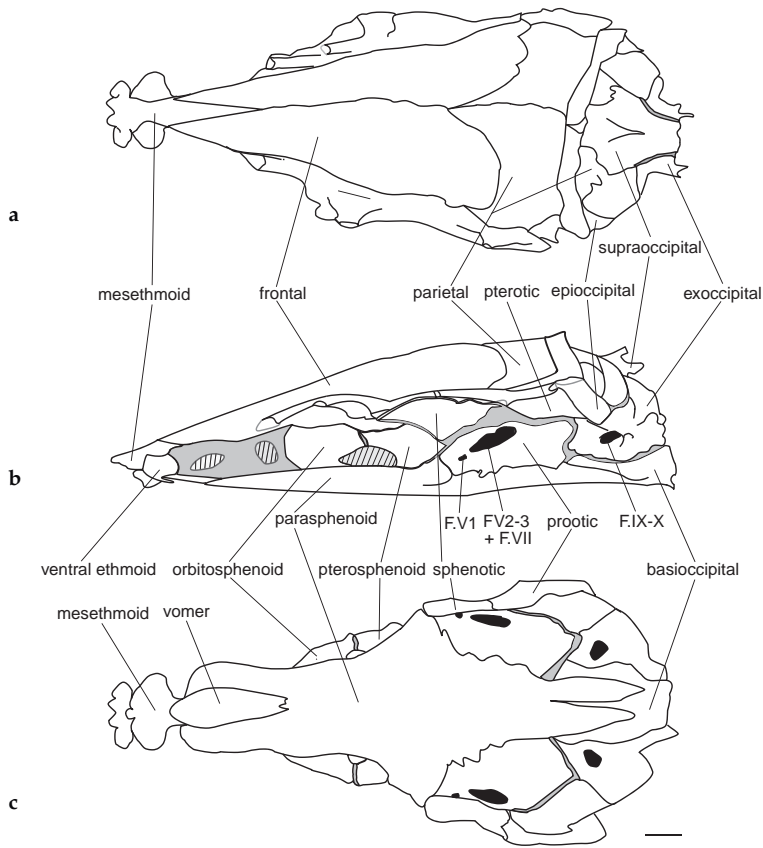 a
supraoccipital
mesethmoid frontal parietal pterotic epioccipital exoccipital
b
parasphenoid F.V1 FV2-3 + F.VII prootic F.IX-X
ventral ethmoid orbitosphenoid pterosphenoid sphenotic basioccipital
mesethmoid vomer
c